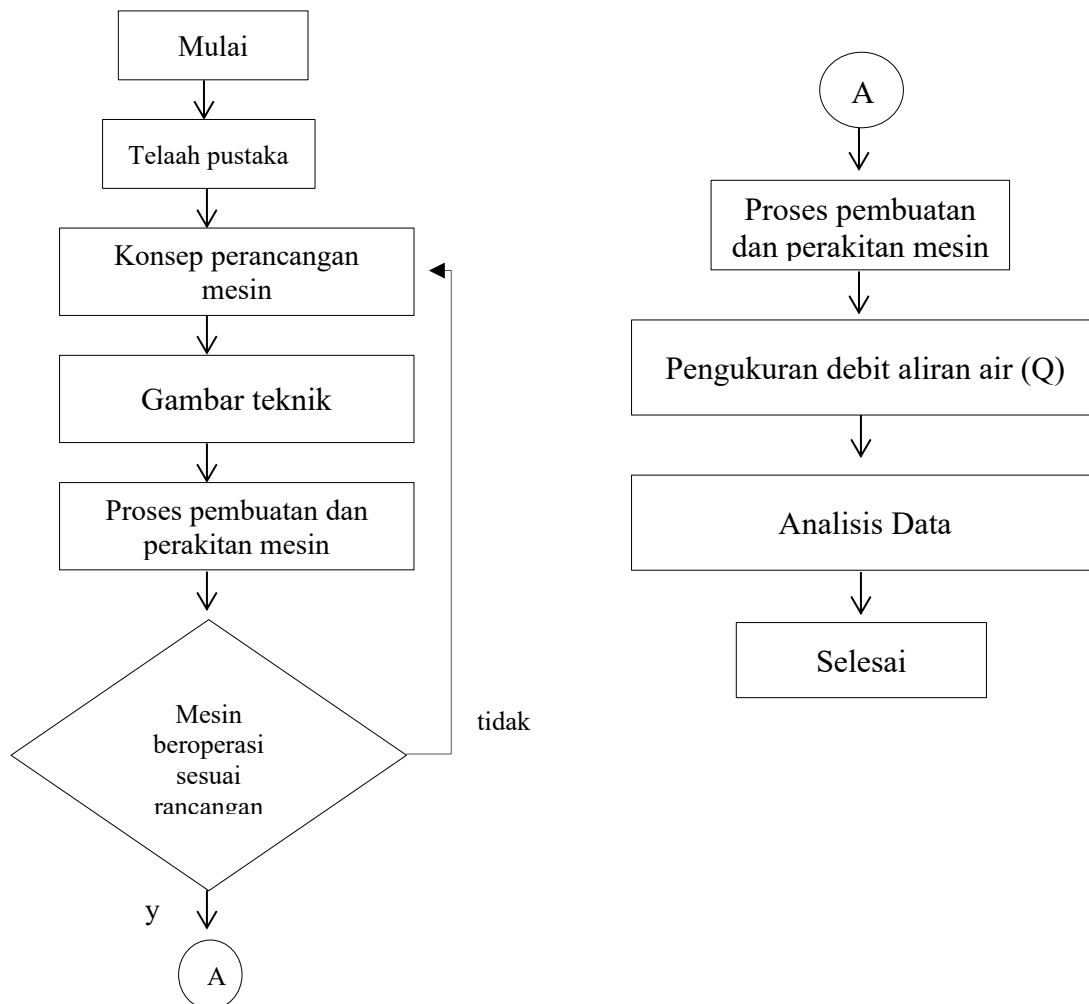 Mulai
Telaah pustaka
Konsep perancangan
mesin
Gambar teknik
Proses pembuatan dan
perakitan mesin
Mesin
beroperasi
sesuai
rancangan
tidak
y
A
A
Proses pembuatan
dan perakitan mesin
Pengukuran debit aliran air (Q)
Analisis Data
Selesai